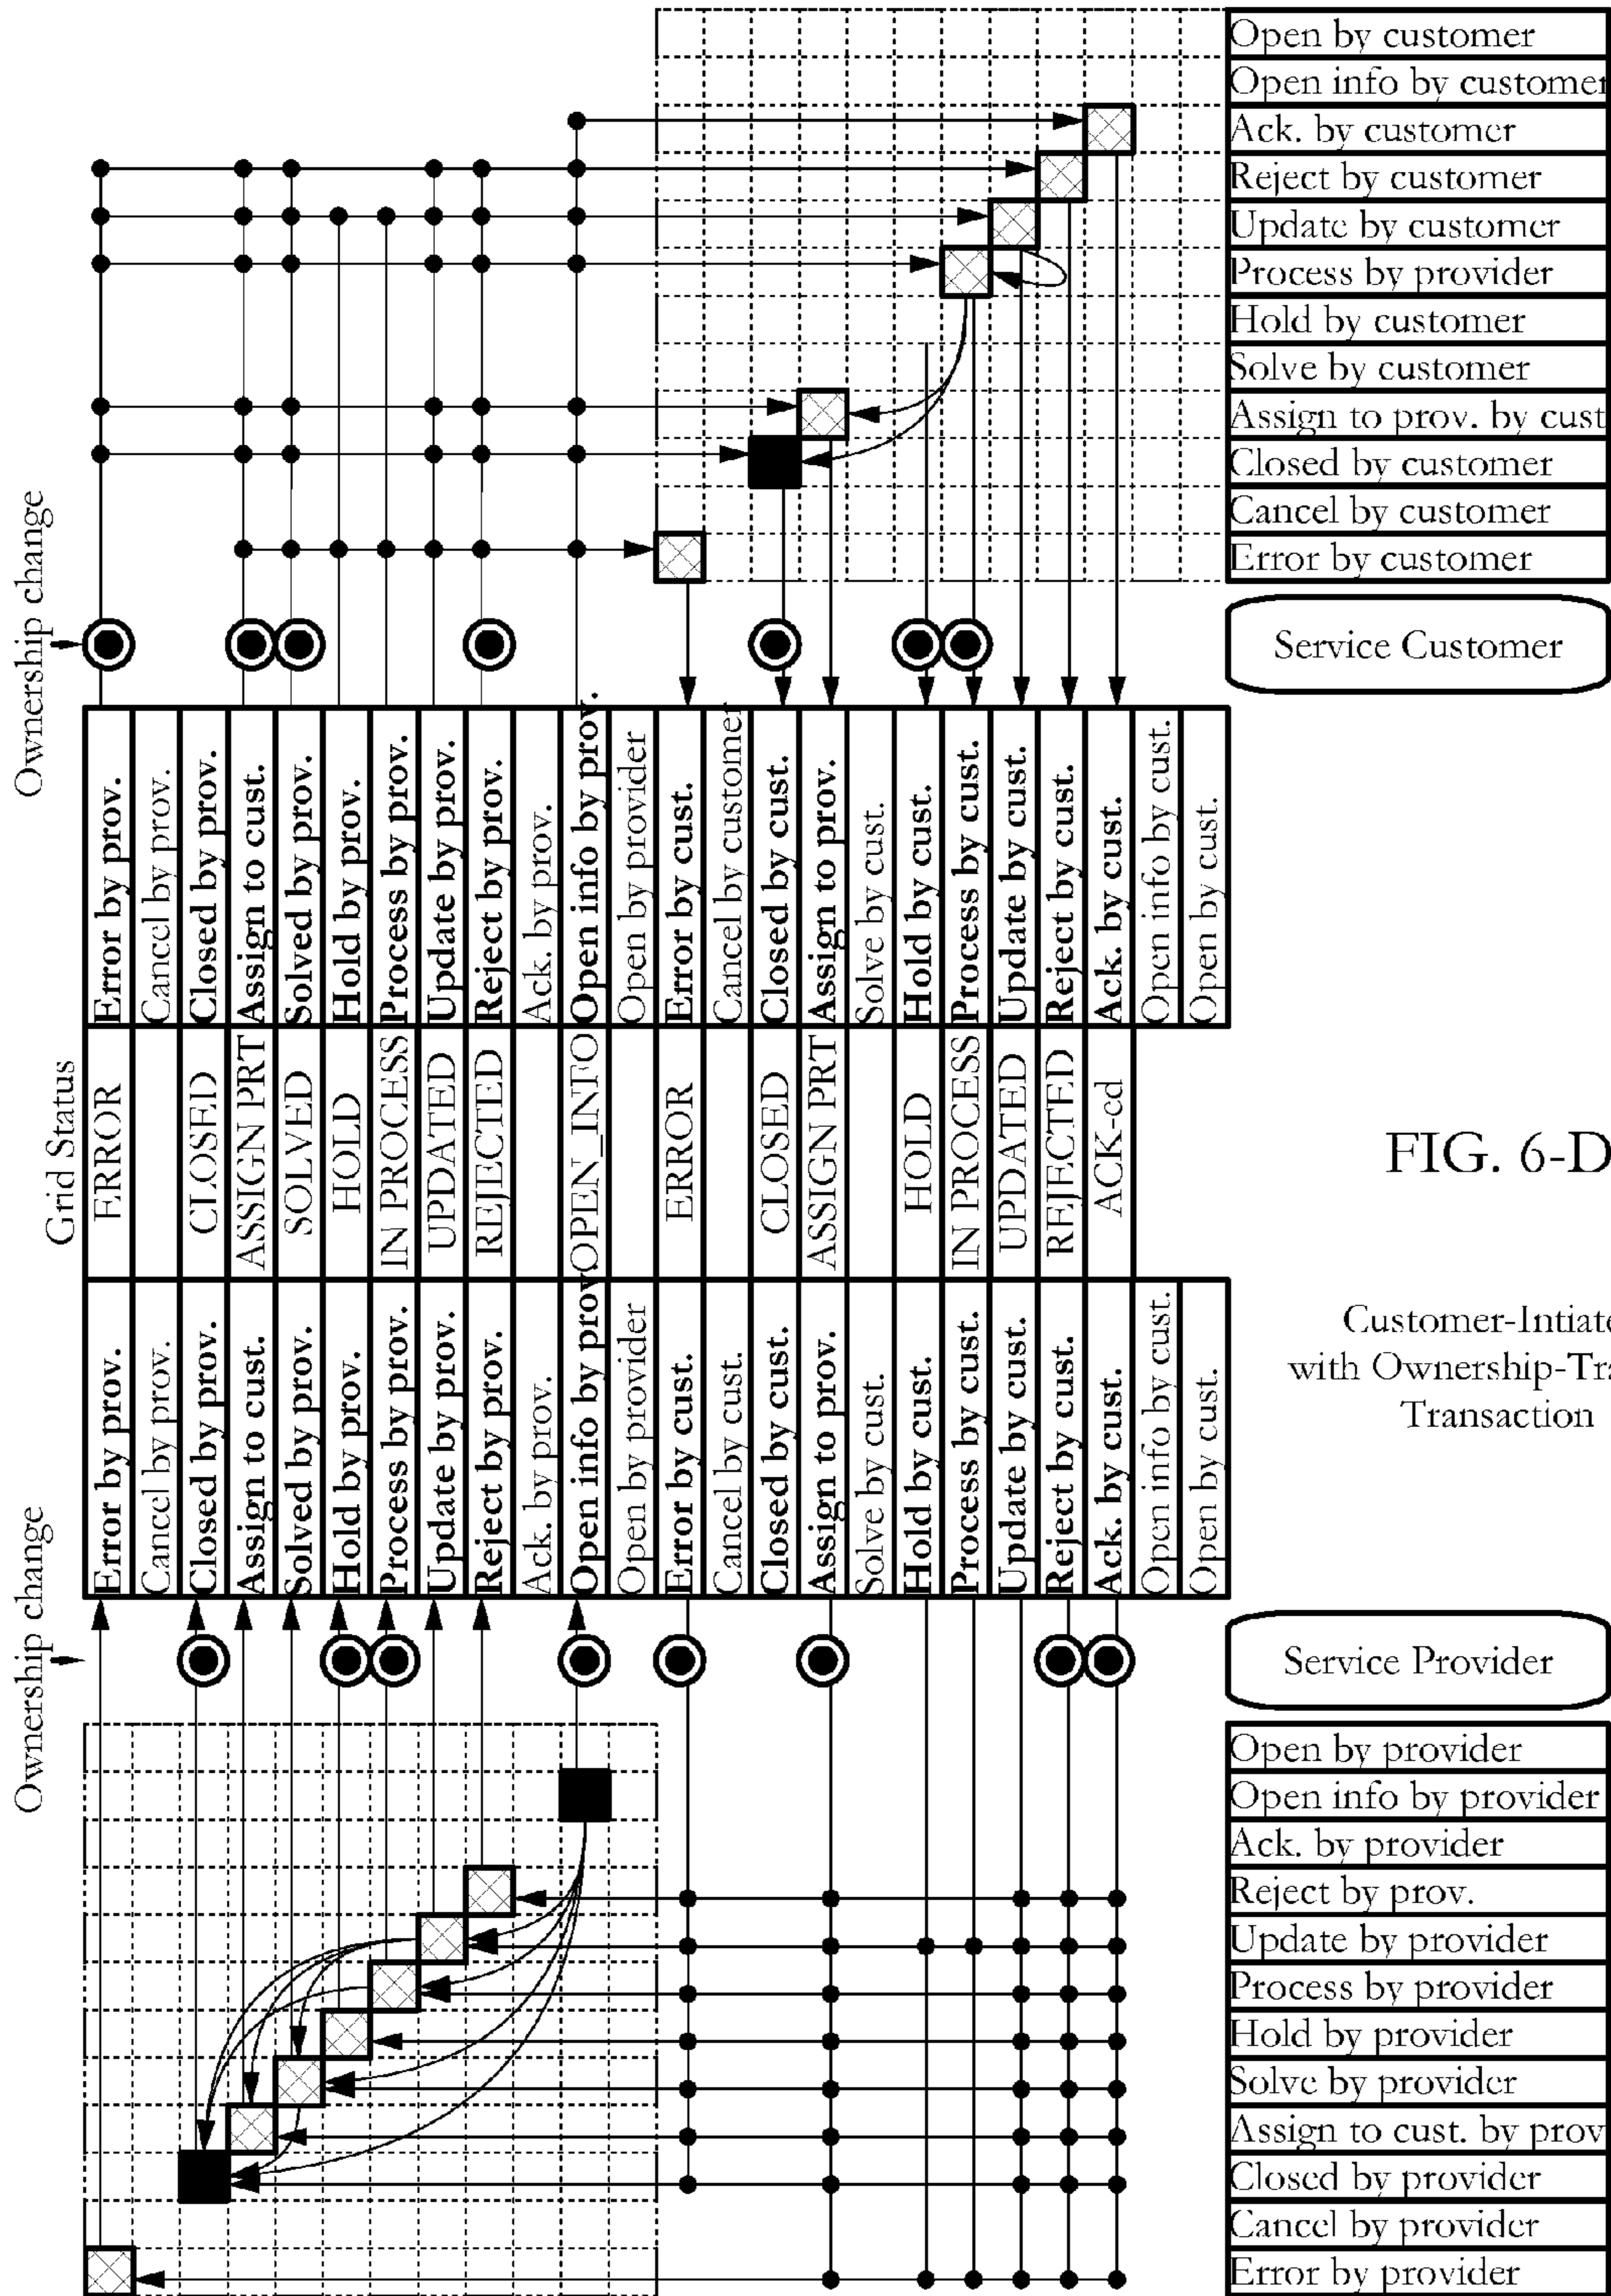 Open by customer
Open info by customer
Ack. by customer
Reject by customer
Update by customer
Process by provider
Hold by customer
Solve by customer
Assign to prov. by cust
Closed by customer
Cancel by customer
Error by customer
Ownership change
Service Customer
Error by prov.
Cancel by prov.
Closed by prov.
Assign to cust.
Solved by prov.
Hold by prov.
Process by prov.
Update by prov.
Reject by prov.
Ack. by prov.
Open info by prov.
Open by provider
Error by cust.
Cancel by customer
Closed by cust.
Assign to prov.
Solve by cust.
Hold by cust.
Process by cust.
Update by cust.
Reject by cust.
Ack. by cust.
Open info by cust.
Open by cust.
Grid Status
ERROR
CLOSED
ASSIGN PRT
SOLVED
HOLD
IN PROCESS
UPDATED
REJECTED
OPEN_INFO
ERROR
CLOSED
ASSIGN PRT
HOLD
IN PROCESS
UPDATED
REJECTED
ACK-cd
FIG. 6-D
Error by prov.
Cancel by prov.
Closed by prov.
Assign to cust.
Solved by prov.
Hold by prov.
Process by prov.
Update by prov.
Reject by prov.
Ack. by prov.
Open info by prov.
Open by provider
Error by cust.
Cancel by cust.
Closed by cust.
Assign to prov.
Solve by cust.
Hold by cust.
Process by cust.
Update by cust.
Reject by cust.
Ack. by cust.
Open info by cust.
Open by cust.
Customer-Intiate
with Ownership-Tra
Transaction
Ownership change
Service Provider
Open by provider
Open info by provider
Ack. by provider
Reject by prov.
Update by provider
Process by provider
Hold by provider
Solve by provider
Assign to cust. by prov
Closed by provider
Cancel by provider
Error by provider